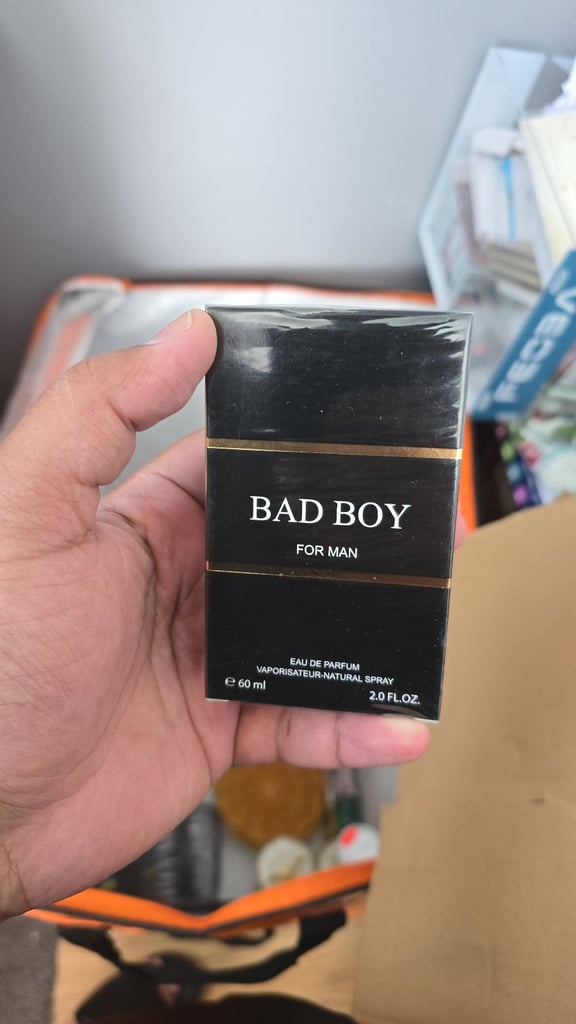 BAD BOY
FOR MAN
EAU DE PARFUM
VAPORISATEUR-NATURAL SPRAY
℮ 60 ml
2.0 FL.OZ.